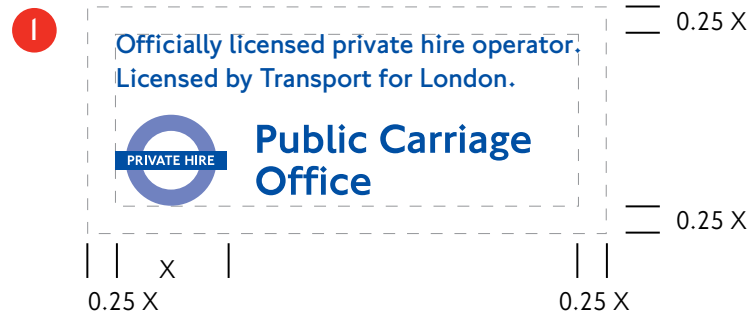 1
Officially licensed private hire operator.
Licensed by Transport for London.
PRIVATE HIRE
Public Carriage
Office
0.25 X
0.25 X
X
0.25 X
0.25 X